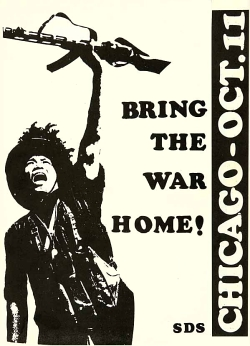 BRING
THE
WAR
HOME!
SDS
CHICAGO-OCT.11